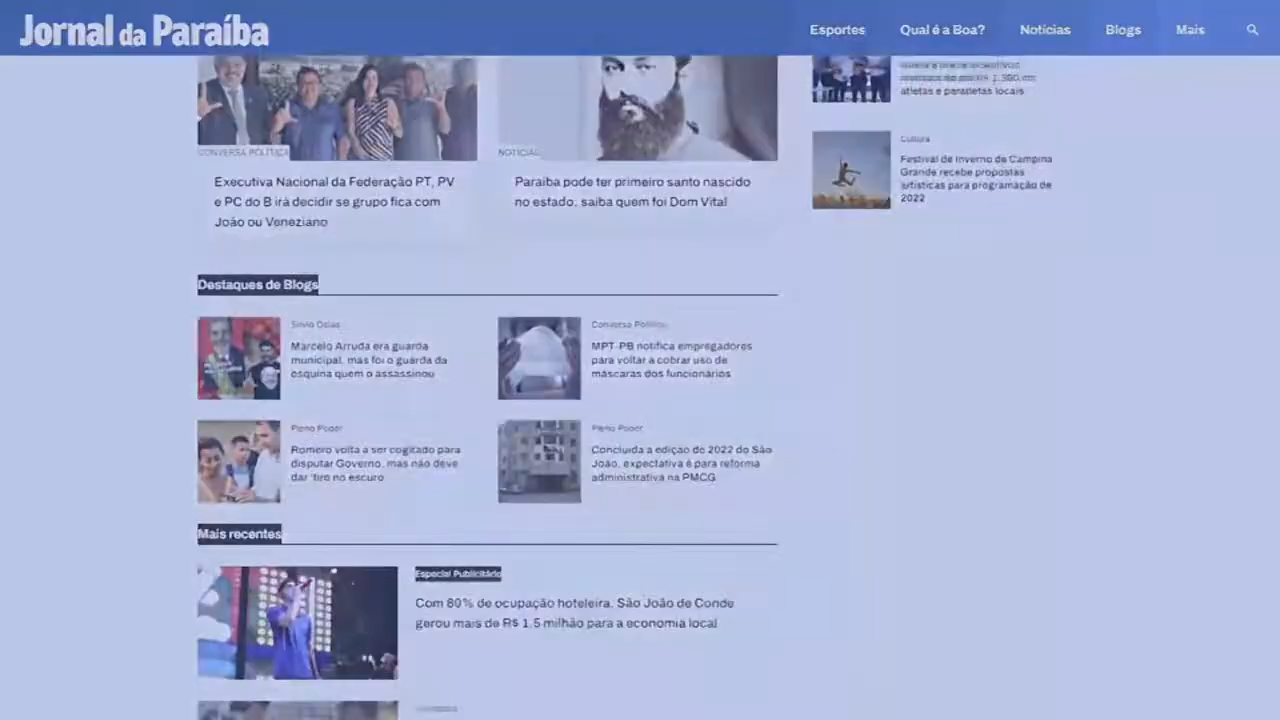 Jornal da Paraíba
Esportes
Qual é a Boa?
Notícias
Blogs
Mais
CONVERSA POLÍTICA
Executiva Nacional da Federação PT, PV
e PC do B irá decidir se grupo fica com
João ou Veneziano
NOTÍCIAS
Paraíba pode ter primeiro santo nascido
no estado; saiba quem foi Dom Vital
R$ 1.380 em
atletas e paratletas locais
Cultura
Festival de Inverno de Campina
Grande recebe propostas
artísticas para programação de
2022
Destaques de Blogs
Silvio Osias
Marcelo Arruda era guarda
municipal, mas foi o guarda da
esquina quem o assassinou
Conversa Política
MPT-PB notifica empregadores
para voltar a cobrar uso de
máscaras dos funcionários
Pleno Poder
Romero volta a ser cogitado para
disputar Governo, mas não deve
dar 'tiro no escuro
Pleno Poder
Concluída a edição de 2022 do São
João, expectativa é para reforma
administrativa na PMCG
Mais recentes
Especial Publicitário
Com 80% de ocupação hoteleira, São João de Conde
gerou mais de R$ 1,5 milhão para a economia local